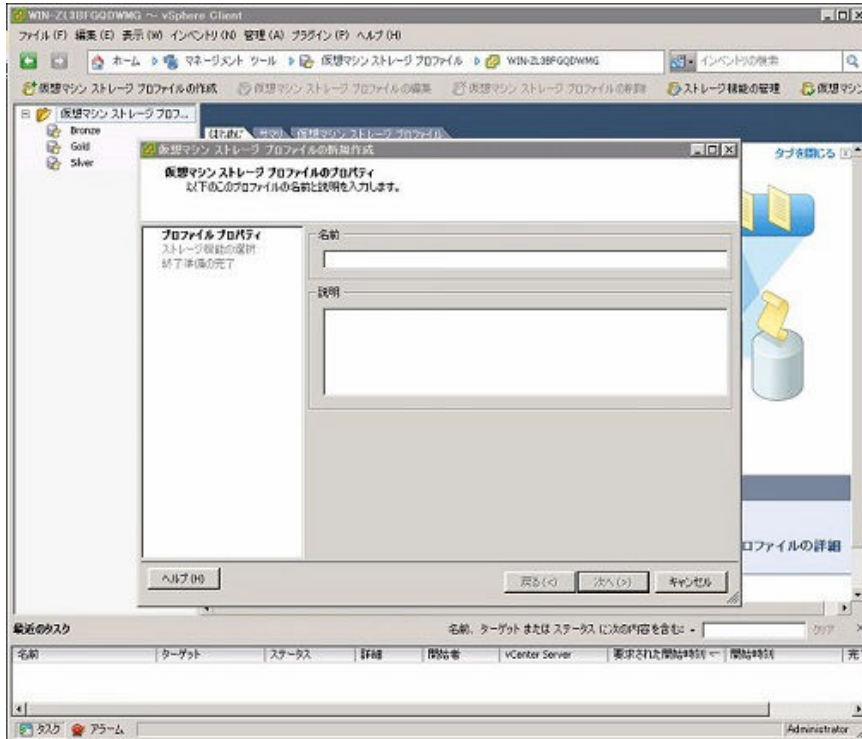 WIN-ZL3BFGQDWMG ～ vSphere Client
ファイル (F) 編集 (E) 表示 (W) インベントリ (N) 管理 (A) プラグイン (P) ヘルプ (H)
ホーム マネージメント ツール 仮想マシン ストレージ プロファイル WIN-ZL3BFGQDWMG インベントリの検索
仮想マシン ストレージ プロファイルの作成 仮想マシン ストレージ プロファイルの編集 仮想マシン ストレージ プロファイルの削除 ストレージ機能の管理 仮想マシン
仮想マシン ストレージ プロフ...
Bronze
Gold
Silver
はじめに サマリ 仮想マシン ストレージ プロファイル
タブを閉じる
仮想マシン ストレージ プロファイルの新規作成
仮想マシン ストレージ プロファイルのプロパティ
以下のこのプロファイルの名前と説明を入力します。
プロファイル プロパティ
ストレージ機能の選択
終了準備の完了
名前
説明
ロファイルの詳細
ヘルプ (H) 戻る (<) 次へ (>) キャンセル
最近のタスク 名前、ターゲット または ステータス に次の内容を含む: クリア
名前 ターゲット ステータス 詳細 開始者 vCenter Server 要求された開始時刻 開始時刻 完
タスク アラーム Administrator